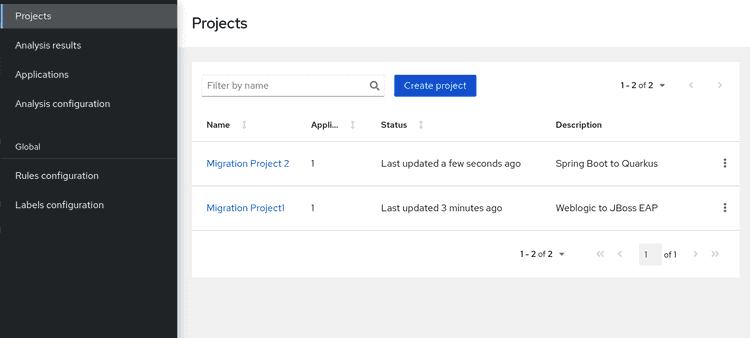 Projects
Analysis results
Applications
Analysis configuration
Global
Rules configuration
Labels configuration
Projects
Filter by name
Create project
1 - 2 of 2
Name Appli... Status Description
Migration Project 2 1 Last updated a few seconds ago Spring Boot to Quarkus
Migration Project1 1 Last updated 3 minutes ago Weblogic to JBoss EAP
1 - 2 of 2 1 of 1